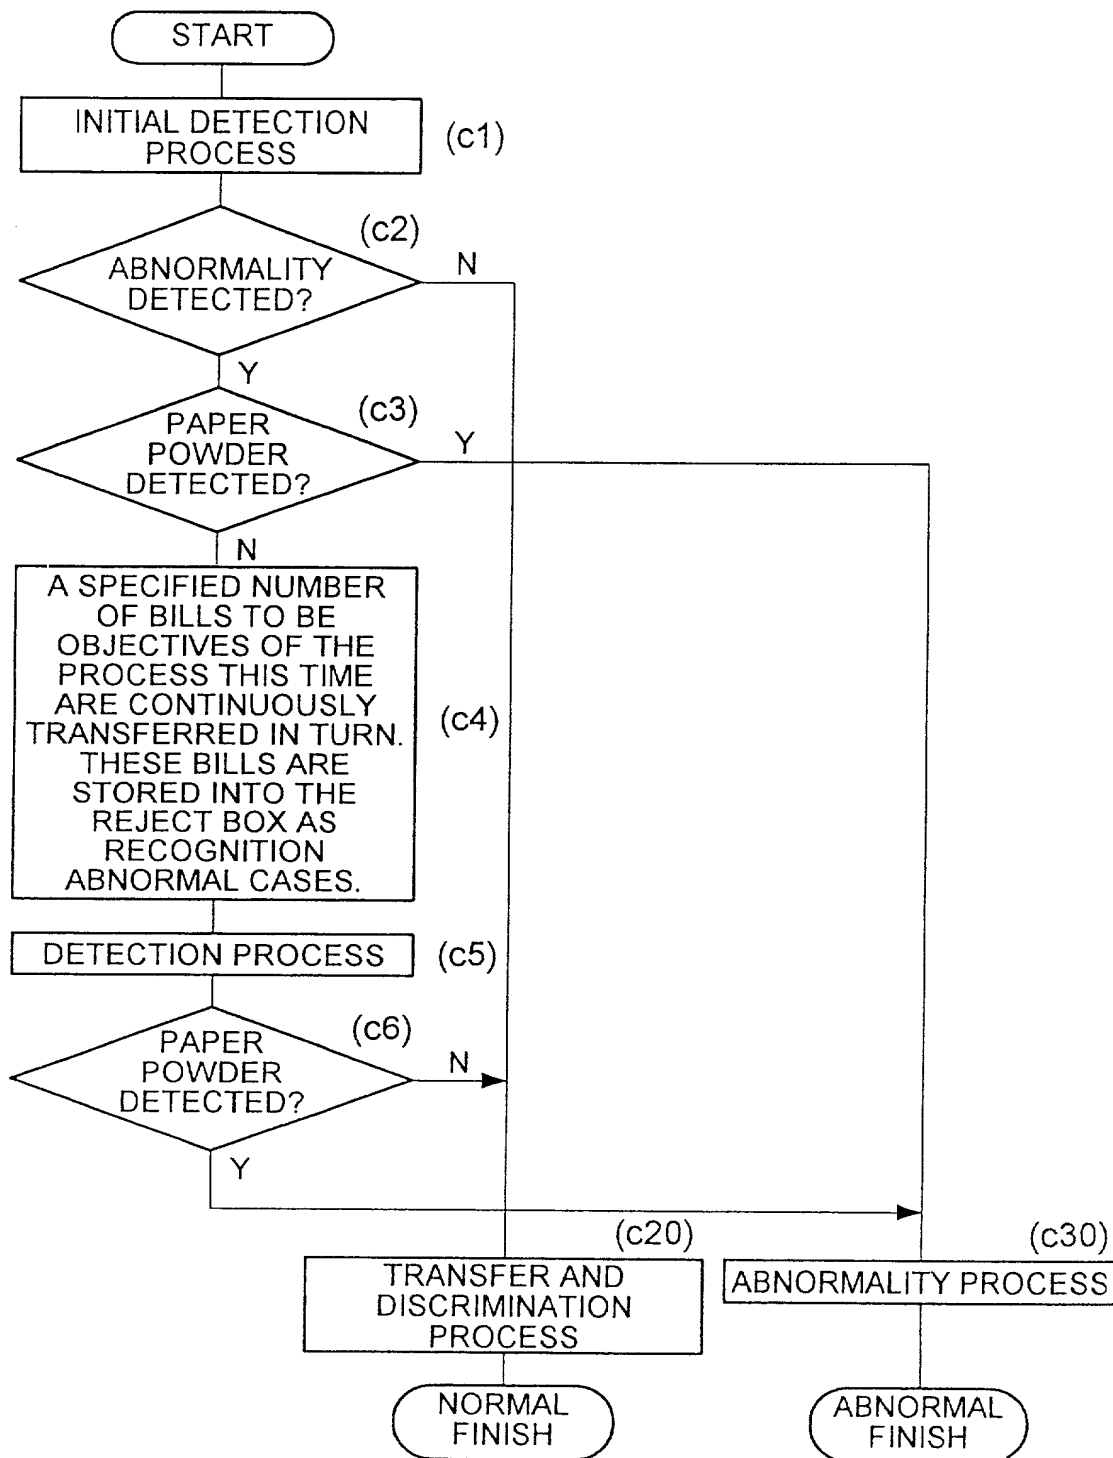 START
INITIAL DETECTION
PROCESS
(c1)
(c2)
ABNORMALITY
DETECTED?
N
Y
(c3)
PAPER
POWDER
DETECTED?
Y
N
A SPECIFIED NUMBER
OF BILLS TO BE
OBJECTIVES OF THE
PROCESS THIS TIME
ARE CONTINUOUSLY
TRANSFERRED IN TURN.
THESE BILLS ARE
STORED INTO THE
REJECT BOX AS
RECOGNITION
ABNORMAL CASES.
(c4)
DETECTION PROCESS
(c5)
(c6)
PAPER
POWDER
DETECTED?
N
Y
(c20)
TRANSFER AND
DISCRIMINATION
PROCESS
(c30)
ABNORMALITY PROCESS
NORMAL
FINISH
ABNORMAL
FINISH